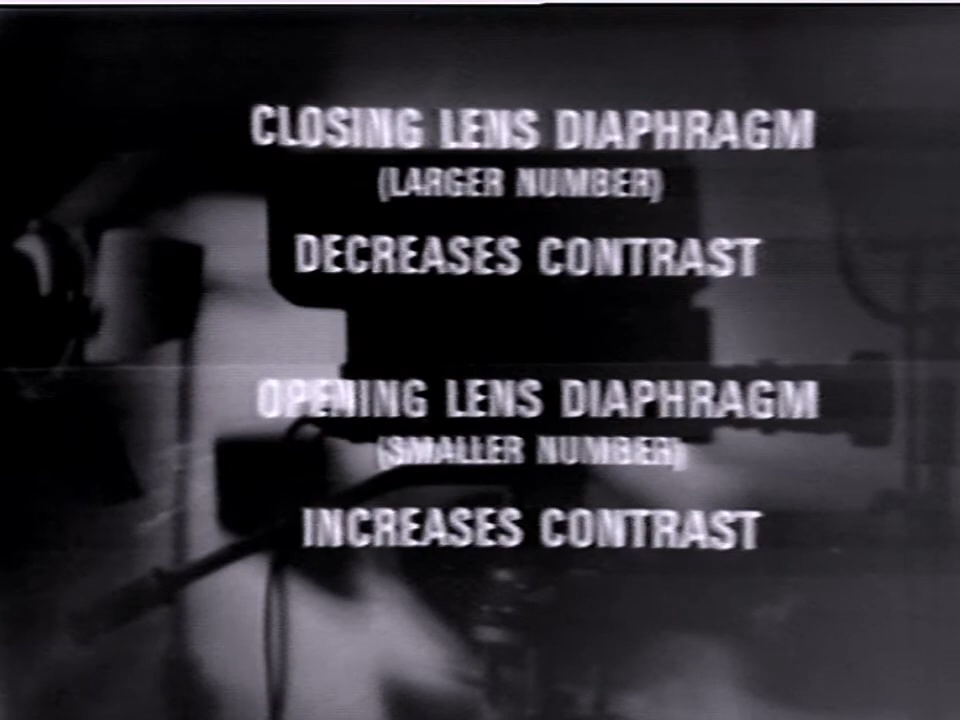 CLOSING LENS DIAPHRAGM
(LARGER NUMBER)
DECREASES CONTRAST
OPENING LENS DIAPHRAGM
(SMALLER NUMBER)
INCREASES CONTRAST